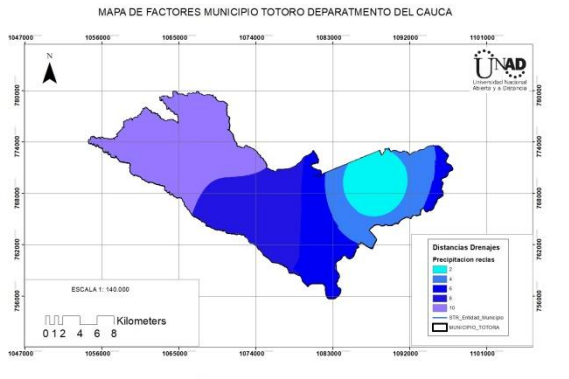 MAPA DE FACTORES MUNICIPIO TOTORO DEPARATMENTO DEL CAUCA
1047000 1056000 1065000 1074000 1083000 1092000 1101000
N
UNAD
Universidad Nacional
Abierta y a Distancia
780000 780000
774000 774000
768000 768000
762000 762000
756000 756000
Distancias Drenajes
Precipitacion reclas
2
4
6
8
10
STR_Entidad_Municipio
MUNICIPIO_TOTORA
ESCALA 1: 140.000
Kilometers
0 1 2 4 6 8
1047000 1056000 1065000 1074000 1083000 1092000 1101000